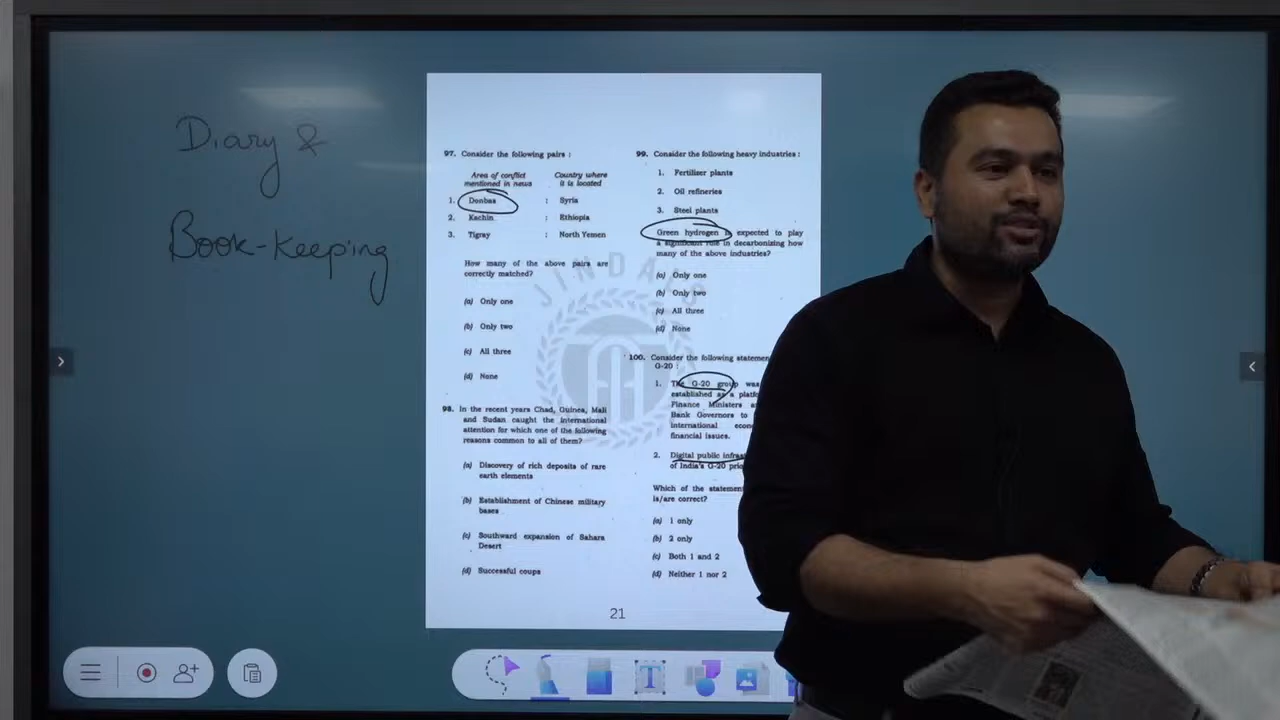 Diary &
Book-Keeping
97. Consider the following pairs :
Area of conflict mentioned in news
Country where it is located
1. Donbas : Syria
2. Kachin : Ethiopia
3. Tigray : North Yemen
How many of the above pairs are
correctly matched?
(a) Only one
(b) Only two
(c) All three
(d) None
98. In the recent years Chad, Guinea, Mali
and Sudan caught the international
attention for which one of the following
reasons common to all of them?
(a) Discovery of rich deposits of rare
earth elements
(b) Establishment of Chinese military
bases
(c) Southward expansion of Sahara
Desert
(d) Successful coups
99. Consider the following heavy industries :
1. Fertilizer plants
2. Oil refineries
3. Steel plants
Green hydrogen is expected to play
a significant role in decarbonizing how
many of the above industries?
(a) Only one
(b) Only two
(c) All three
(d) None
100. Consider the following
G-20 :
1. The G-20 group was
established as a
Finance Ministers
Bank Governors to
international
financial issues.
2. Digital public
of India's G-20
Which of the
is/are correct?
(a) 1 only
(b) 2 only
(c) Both 1 and 2
(d) Neither 1 nor 2
21
T